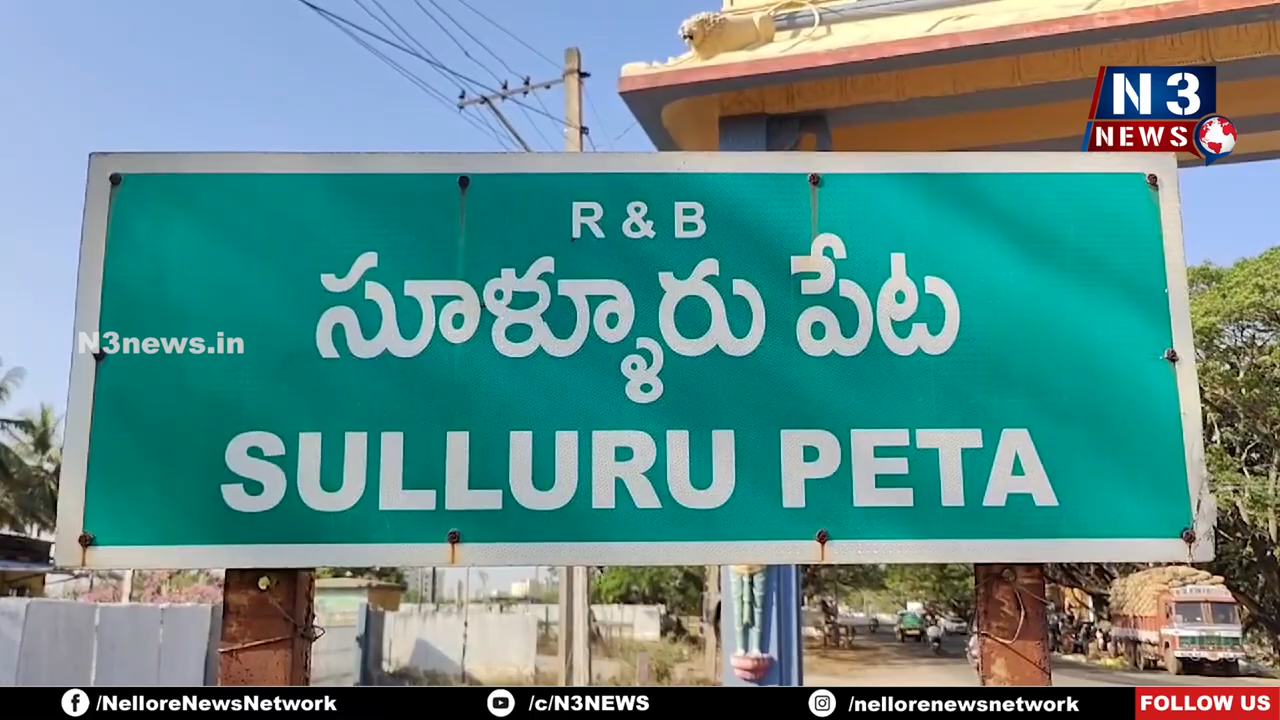 N3
NEWS
R & B
సూళ్ళూరు పేట
N3news.in
SULLURU PETA
/NelloreNewsNetwork
/c/N3NEWS
/nellorenewsnetwork
FOLLOW US